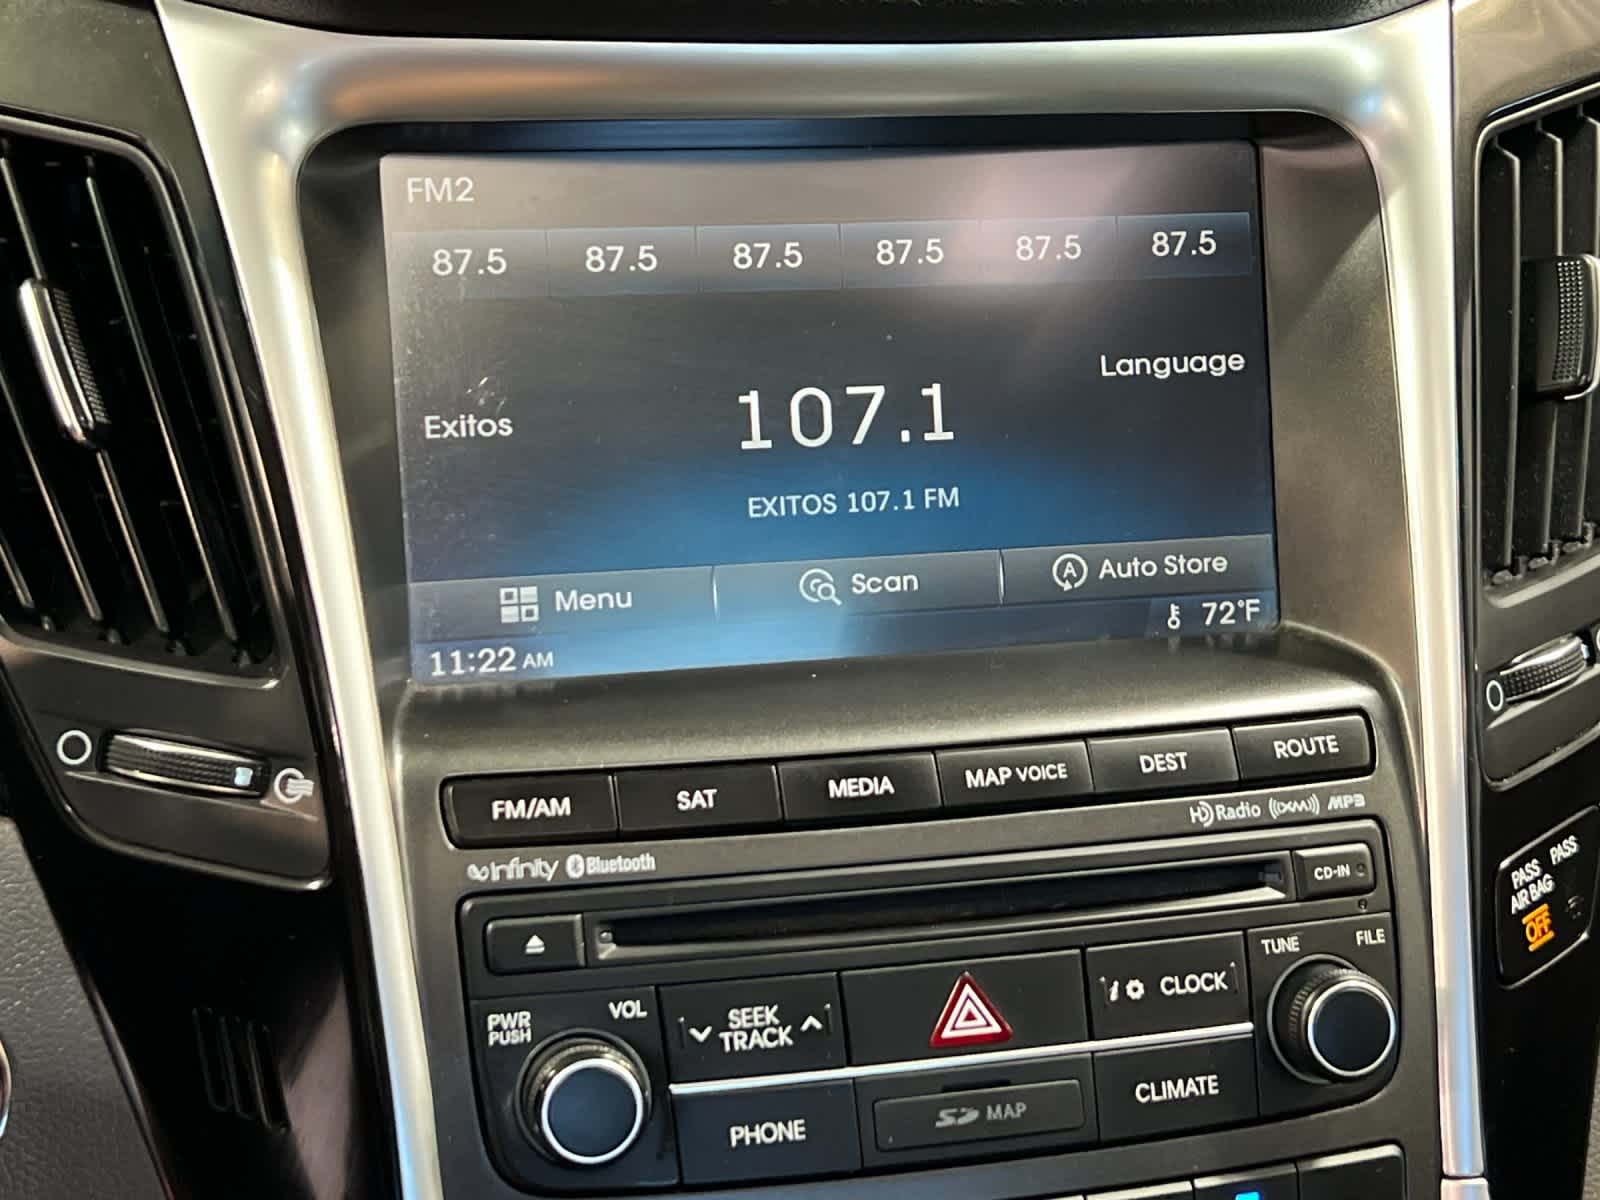 FM2
87.5 87.5 87.5 87.5 87.5 87.5
Language
Exitos
107.1
EXITOS 107.1 FM
Menu Scan Auto Store
11:22 AM 72°F
FM/AM SAT MEDIA MAP VOICE DEST ROUTE
HD Radio ((XM)) MP3
Infinity Bluetooth
CD-IN
PASS AIR BAG OFF
PASS
TUNE FILE
PWR PUSH
VOL
SEEK
TRACK
i CLOCK
PHONE
SD MAP
CLIMATE